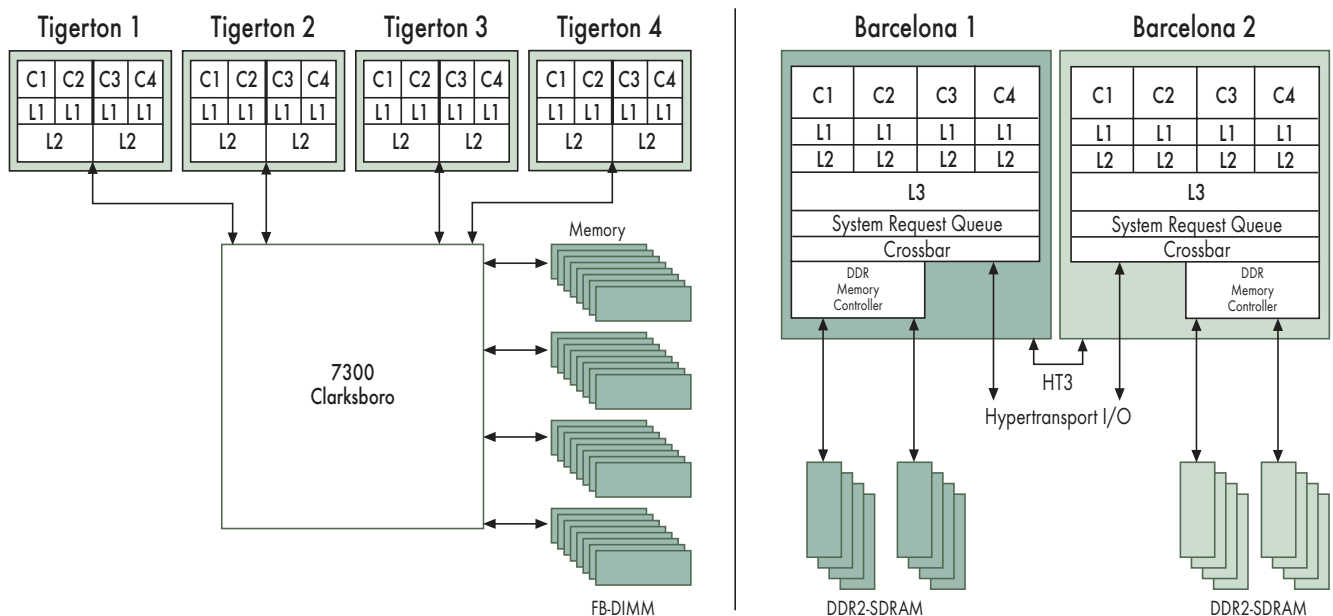 Tigerton 1
Tigerton 2
Tigerton 3
Tigerton 4
C1 C2 C3 C4
L1 L1 L1 L1
L2 L2
C1 C2 C3 C4
L1 L1 L1 L1
L2 L2
C1 C2 C3 C4
L1 L1 L1 L1
L2 L2
C1 C2 C3 C4
L1 L1 L1 L1
L2 L2
7300
Clarksboro
Memory
FB-DIMM
Barcelona 1
C1 C2 C3 C4
L1 L1 L1 L1
L2 L2 L2 L2
L3
System Request Queue
Crossbar
DDR
Memory
Controller
Barcelona 2
C1 C2 C3 C4
L1 L1 L1 L1
L2 L2 L2 L2
L3
System Request Queue
Crossbar
DDR
Memory
Controller
HT3
Hypertransport I/O
DDR2-SDRAM
DDR2-SDRAM